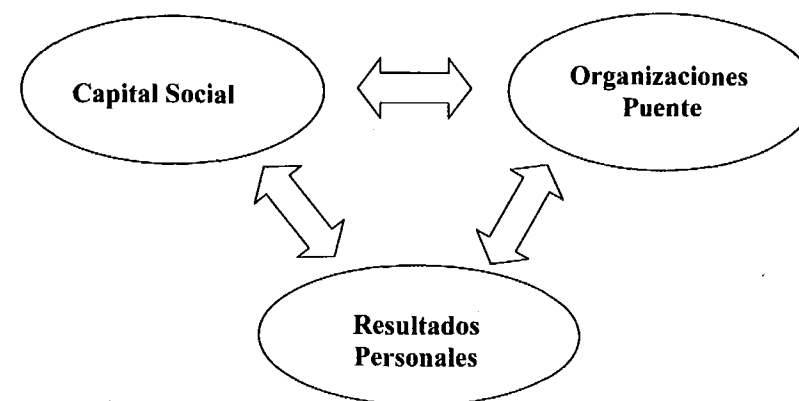 Capital Social
Organizaciones
Puente
Resultados
Personales